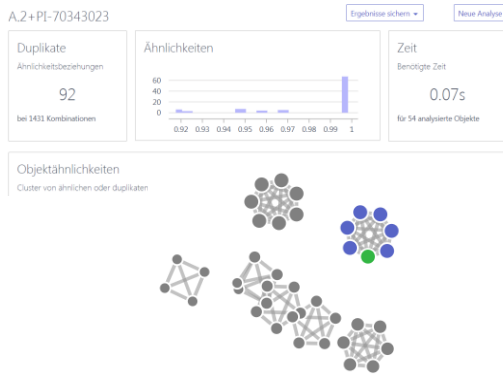 A.2+PI-70343023
Ergebnisse sichern
Neue Analyse
Duplikate
Ähnlichkeitsbeziehungen
92
bei 1431 Kombinationen
Ähnlichkeiten
60
40
20
0
0.92 0.93 0.94 0.95 0.96 0.97 0.98 0.99 1
Zeit
Benötigte Zeit
0.07s
für 54 analysierte Objekte
Objektähnlichkeiten
Cluster von ähnlichen oder duplikaten